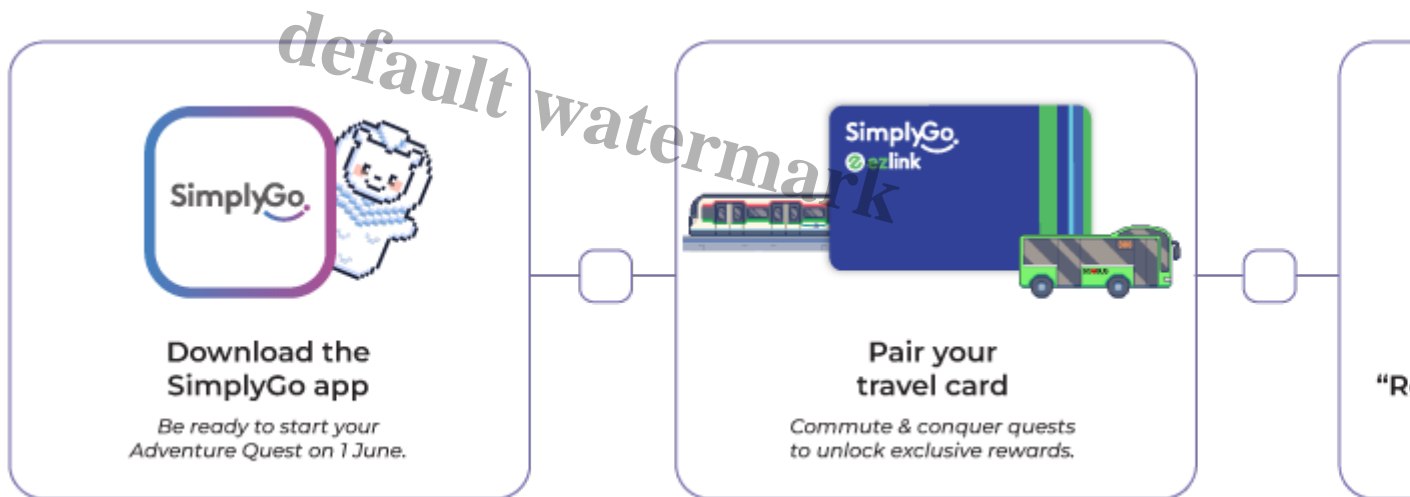 default watermark
SimplyGo.
Download the
SimplyGo app
Be ready to start your
Adventure Quest on 1 June.
SimplyGo.
ezlink
Pair your
travel card
Commute & conquer quests
to unlock exclusive rewards.